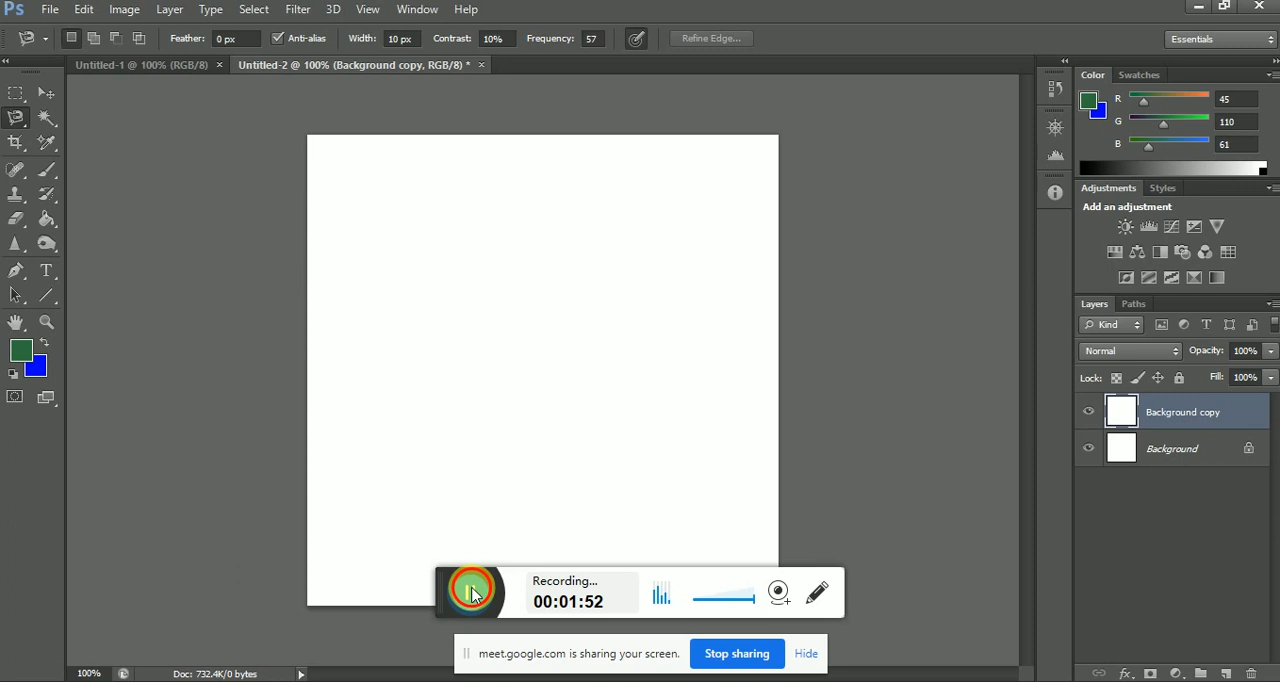 Ps File Edit Image Layer Type Select Filter 3D View Window Help
Feather: 0 px Anti-alias Width: 10 px Contrast: 10% Frequency: 57 Refine Edge... Essentials
Untitled-1 @ 100% (RGB/8) × Untitled-2 @ 100% (Background copy, RGB/8) * ×
Color Swatches
R 45
G 110
B 61
Adjustments Styles
Add an adjustment
Layers Paths
Kind
Normal Opacity: 100%
Lock: Fill: 100%
Background copy
Background
Recording...
00:01:52
meet.google.com is sharing your screen. Stop sharing Hide
100% Doc: 732.4K/0 bytes